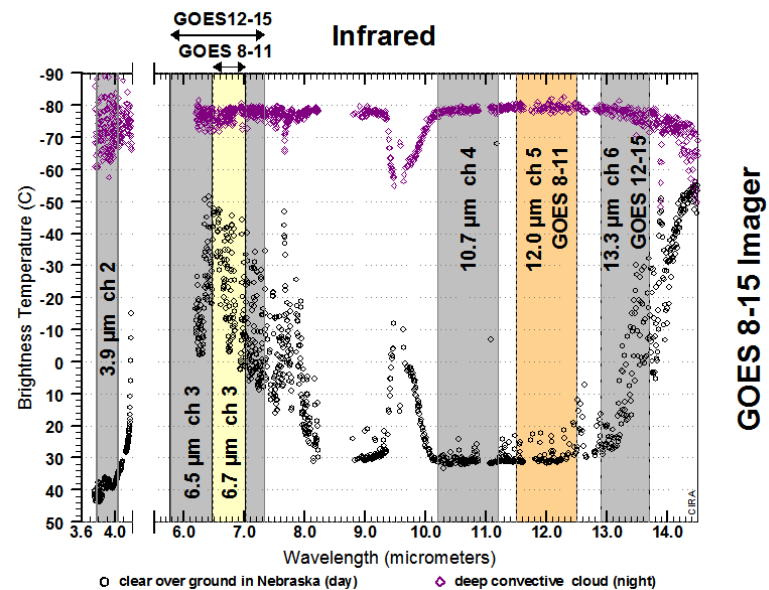 GOES12-15
GOES 8-11
Infrared
-90
-80
-70
-60
-50
-40
-30
-20
-10
0
10
20
30
40
50
Brightness Temperature (C)
3.9 µm ch 2
6.5 µm ch 3
6.7 µm ch 3
10.7 µm ch 4
12.0 µm ch 5
GOES 8-11
13.3 µm ch 6
GOES 12-15
CIRA
3.6 4.0 6.0 7.0 8.0 9.0 10.0 11.0 12.0 13.0 14.0
Wavelength (micrometers)
clear over ground in Nebraska (day) deep convective cloud (night)
GOES 8-15 Imager